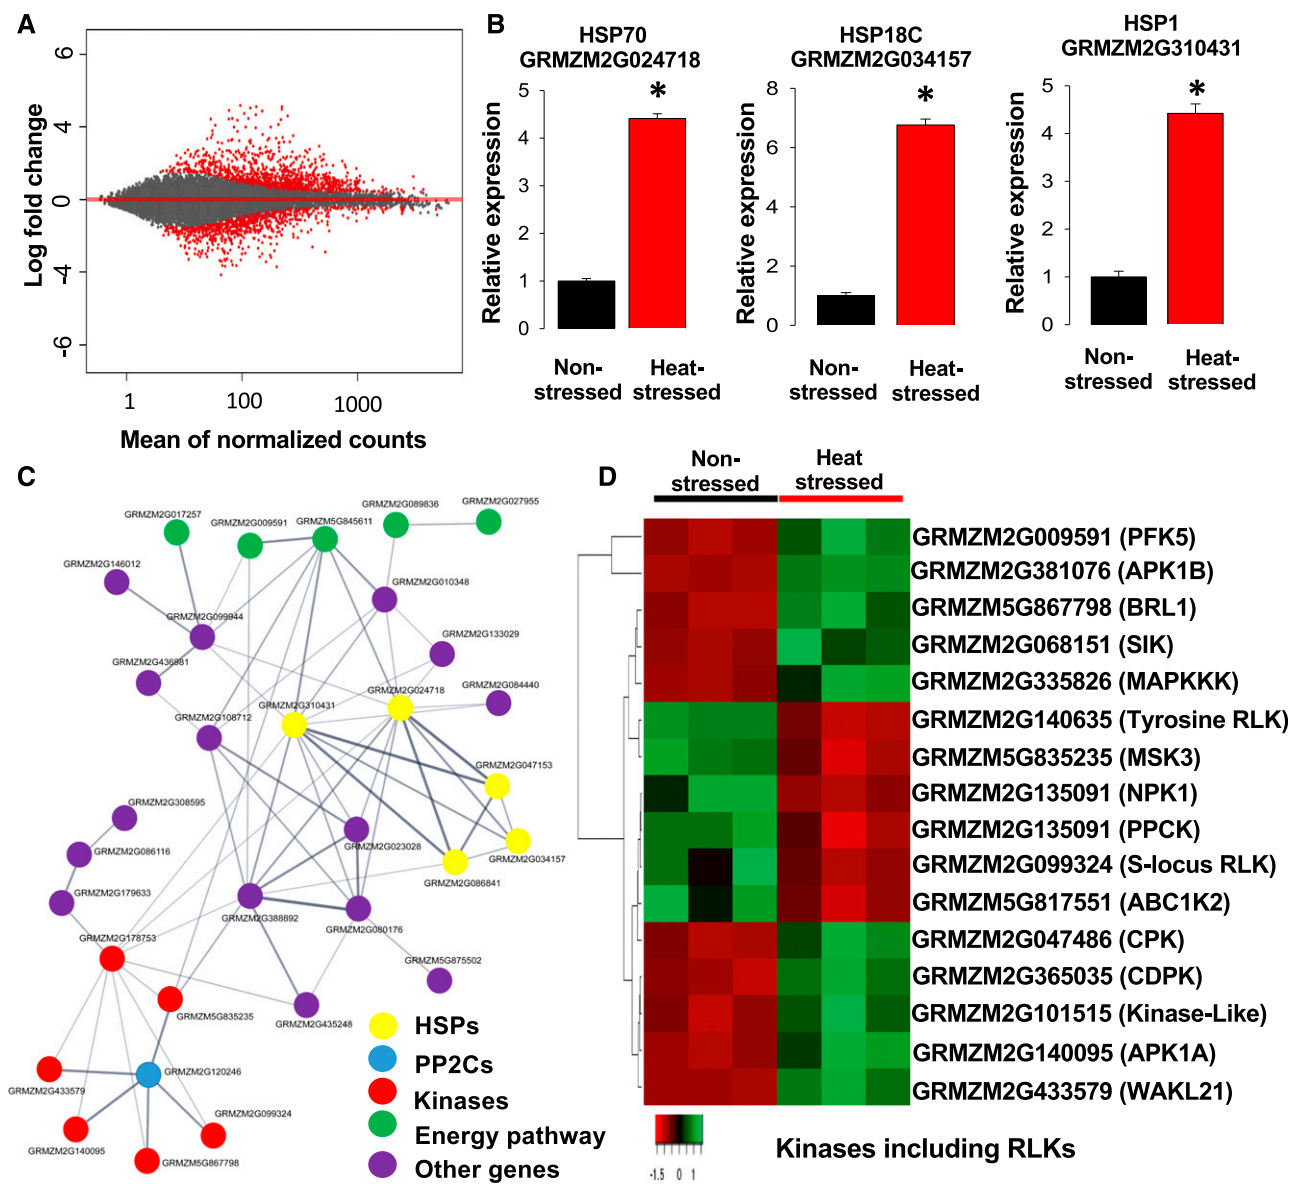 A
6
4
0
-4
-6
Log fold change
1
100
1000
Mean of normalized counts
B
HSP70
GRMZM2G024718
5
4
3
2
1
0
Relative expression
*
Non-
stressed
Heat-
stressed
HSP18C
GRMZM2G034157
8
6
4
2
0
Relative expression
*
Non-
stressed
Heat-
stressed
HSP1
GRMZM2G310431
5
4
3
2
1
0
Relative expression
*
Non-
stressed
Heat-
stressed
C
GRMZM2G017257
GRMZM2G009591
GRMZM5G845611
GRMZM2G089836
GRMZM2G027955
GRMZM2G146012
GRMZM2G010348
GRMZM2G099944
GRMZM2G133029
GRMZM2G436981
GRMZM2G024718
GRMZM2G084440
GRMZM2G310431
GRMZM2G108712
GRMZM2G047153
GRMZM2G308595
GRMZM2G023028
GRMZM2G086116
GRMZM2G034157
GRMZM2G086841
GRMZM2G179633
GRMZM2G388892
GRMZM2G080176
GRMZM2G178753
GRMZM5G875502
GRMZM5G835235
GRMZM2G435248
GRMZM2G120246
GRMZM2G433579
GRMZM2G099324
GRMZM2G140095
GRMZM5G867798
HSPs
PP2Cs
Kinases
Energy pathway
Other genes
D
Non-
stressed
Heat
stressed
GRMZM2G009591 (PFK5)
GRMZM2G381076 (APK1B)
GRMZM5G867798 (BRL1)
GRMZM2G068151 (SIK)
GRMZM2G335826 (MAPKKK)
GRMZM2G140635 (Tyrosine RLK)
GRMZM5G835235 (MSK3)
GRMZM2G135091 (NPK1)
GRMZM2G135091 (PPCK)
GRMZM2G099324 (S-locus RLK)
GRMZM5G817551 (ABC1K2)
GRMZM2G047486 (CPK)
GRMZM2G365035 (CDPK)
GRMZM2G101515 (Kinase-Like)
GRMZM2G140095 (APK1A)
GRMZM2G433579 (WAKL21)
-1.5 0 1
Kinases including RLKs